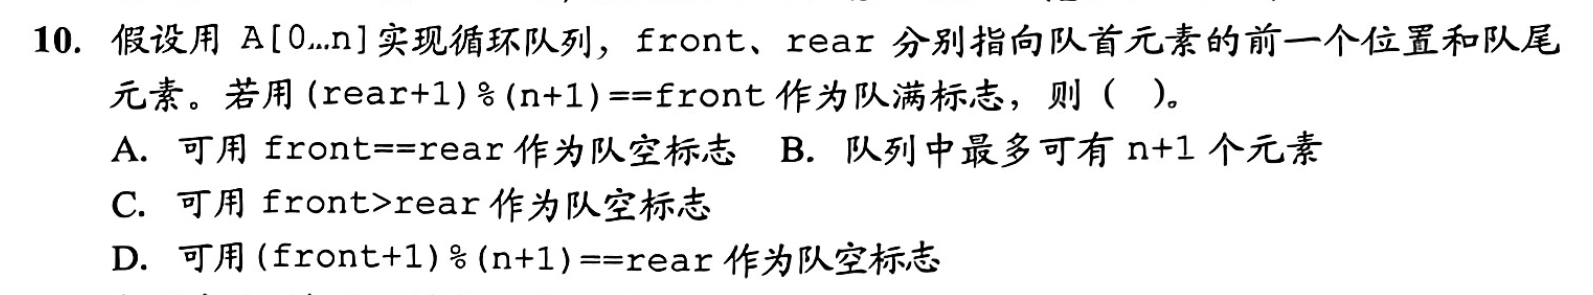 10. 假设用 A[0…n]实现循环队列，front、rear 分别指向队首元素的前一个位置和队尾
元素。若用(rear+1)%(n+1)==front 作为队满标志，则（ ）。
A. 可用 front==rear 作为队空标志 B. 队列中最多可有 n+1 个元素
C. 可用 front>rear 作为队空标志
D. 可用(front+1)%(n+1)==rear 作为队空标志